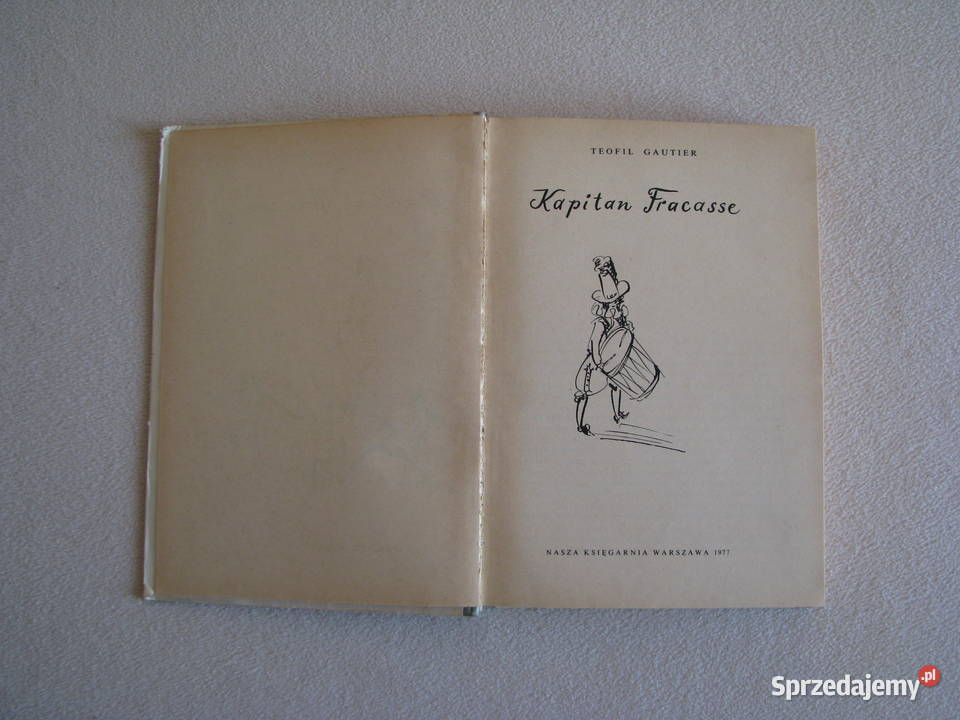 TEOFIL GAUTIER
Kapitan Fracasse
NASZA KSIĘGARNIA WARSZAWA 1977
Sprzedajemy.pl